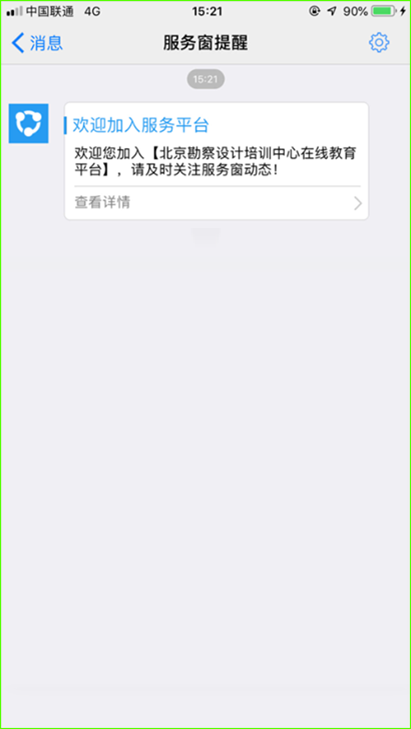 中国联通 4G 15:21 90%
消息 服务窗提醒
15:21
欢迎加入服务平台
欢迎您加入【北京勘察设计培训中心在线教育
平台】，请及时关注服务窗动态！
查看详情